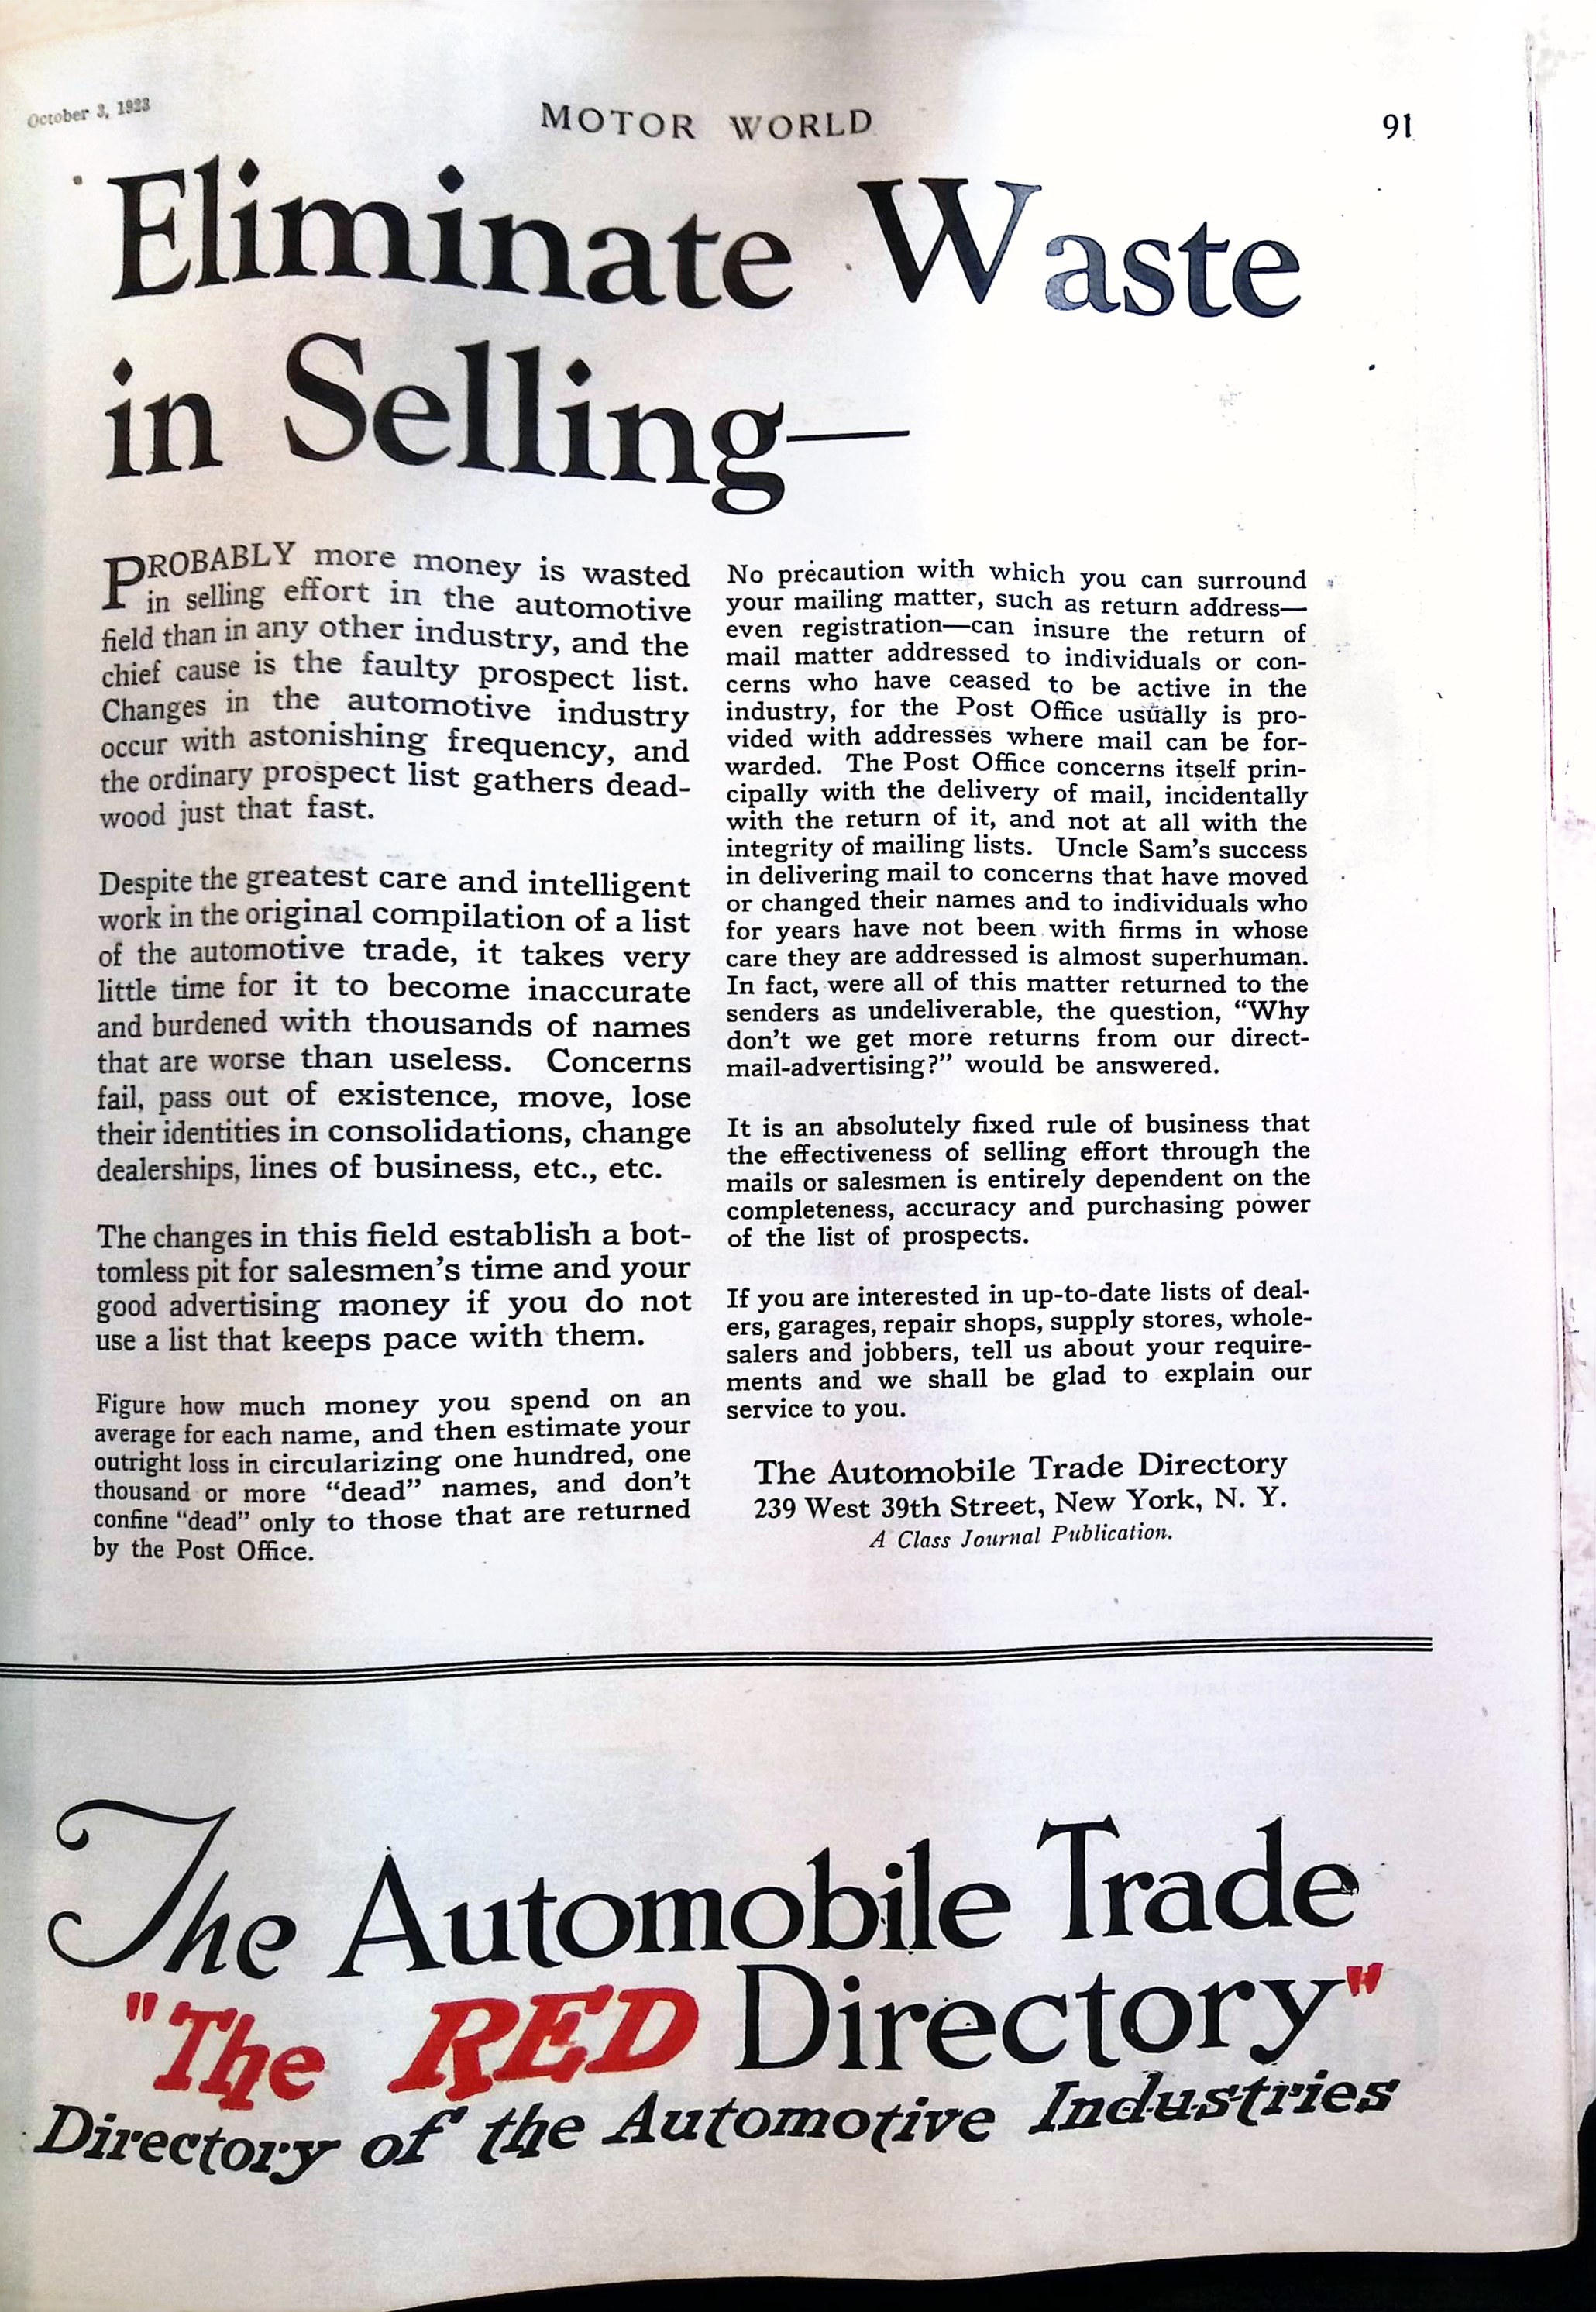 October 3, 1923
MOTOR WORLD
91
Eliminate Waste
in Selling—
PROBABLY more money is wasted
in selling effort in the automotive
field than in any other industry, and the
chief cause is the faulty prospect list.
Changes in the automotive industry
occur with astonishing frequency, and
the ordinary prospect list gathers dead-
wood just that fast.
Despite the greatest care and intelligent
work in the original compilation of a list
of the automotive trade, it takes very
little time for it to become inaccurate
and burdened with thousands of names
that are worse than useless. Concerns
fail, pass out of existence, move, lose
their identities in consolidations, change
dealerships, lines of business, etc., etc.
The changes in this field establish a bot-
tomless pit for salesmen's time and your
good advertising money if you do not
use a list that keeps pace with them.
Figure how much money you spend on an
average for each name, and then estimate your
outright loss in circularizing one hundred, one
thousand or more “dead” names, and don't
confine “dead” only to those that are returned
by the Post Office.
No precaution with which you can surround
your mailing matter, such as return address—
even registration—can insure the return of
mail matter addressed to individuals or con-
cerns who have ceased to be active in the
industry, for the Post Office usually is pro-
vided with addresses where mail can be for-
warded. The Post Office concerns itself prin-
cipally with the delivery of mail, incidentally
with the return of it, and not at all with the
integrity of mailing lists. Uncle Sam's success
in delivering mail to concerns that have moved
or changed their names and to individuals who
for years have not been with firms in whose
care they are addressed is almost superhuman.
In fact, were all of this matter returned to the
senders as undeliverable, the question, “Why
don't we get more returns from our direct-
mail-advertising?” would be answered.
It is an absolutely fixed rule of business that
the effectiveness of selling effort through the
mails or salesmen is entirely dependent on the
completeness, accuracy and purchasing power
of the list of prospects.
If you are interested in up-to-date lists of deal-
ers, garages, repair shops, supply stores, whole-
salers and jobbers, tell us about your require-
ments and we shall be glad to explain our
service to you.
The Automobile Trade Directory
239 West 39th Street, New York, N. Y.
A Class Journal Publication.
The Automobile Trade
"The RED Directory"
Directory of the Automotive Industries